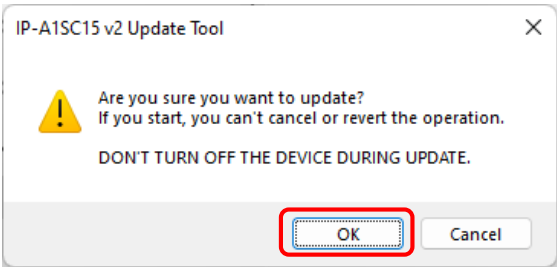 IP-A1SC15 v2 Update Tool
Are you sure you want to update?
If you start, you can't cancel or revert the operation.
DON'T TURN OFF THE DEVICE DURING UPDATE.
OK
Cancel